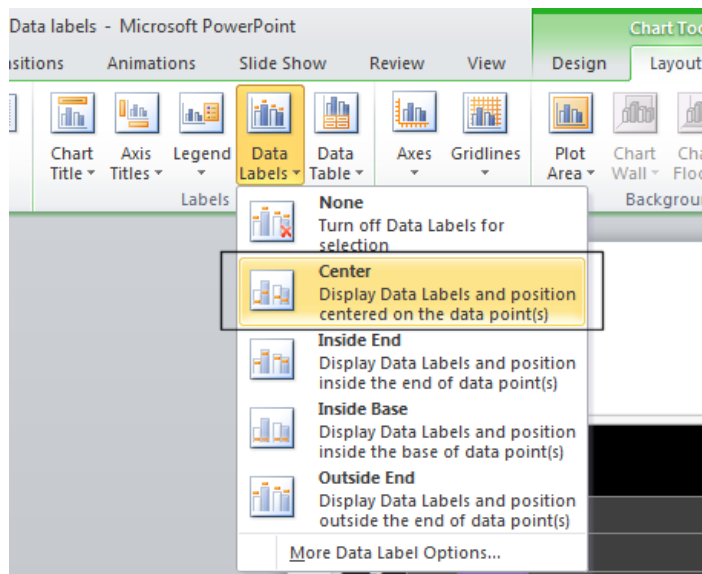 Data labels - Microsoft PowerPoint
Chart
Animations Slide Show Review View Design Layout
Chart Title
Axis Titles
Legend
Data Labels
Data Table
Axes
Gridlines
Plot Area
Chart Wall
Labels
None
Turn off Data Labels for
selection
Center
Display Data Labels and position
centered on the data point(s)
Inside End
Display Data Labels and position
inside the end of data point(s)
Inside Base
Display Data Labels and position
inside the base of data point(s)
Outside End
Display Data Labels and position
outside the end of data point(s)
More Data Label Options...